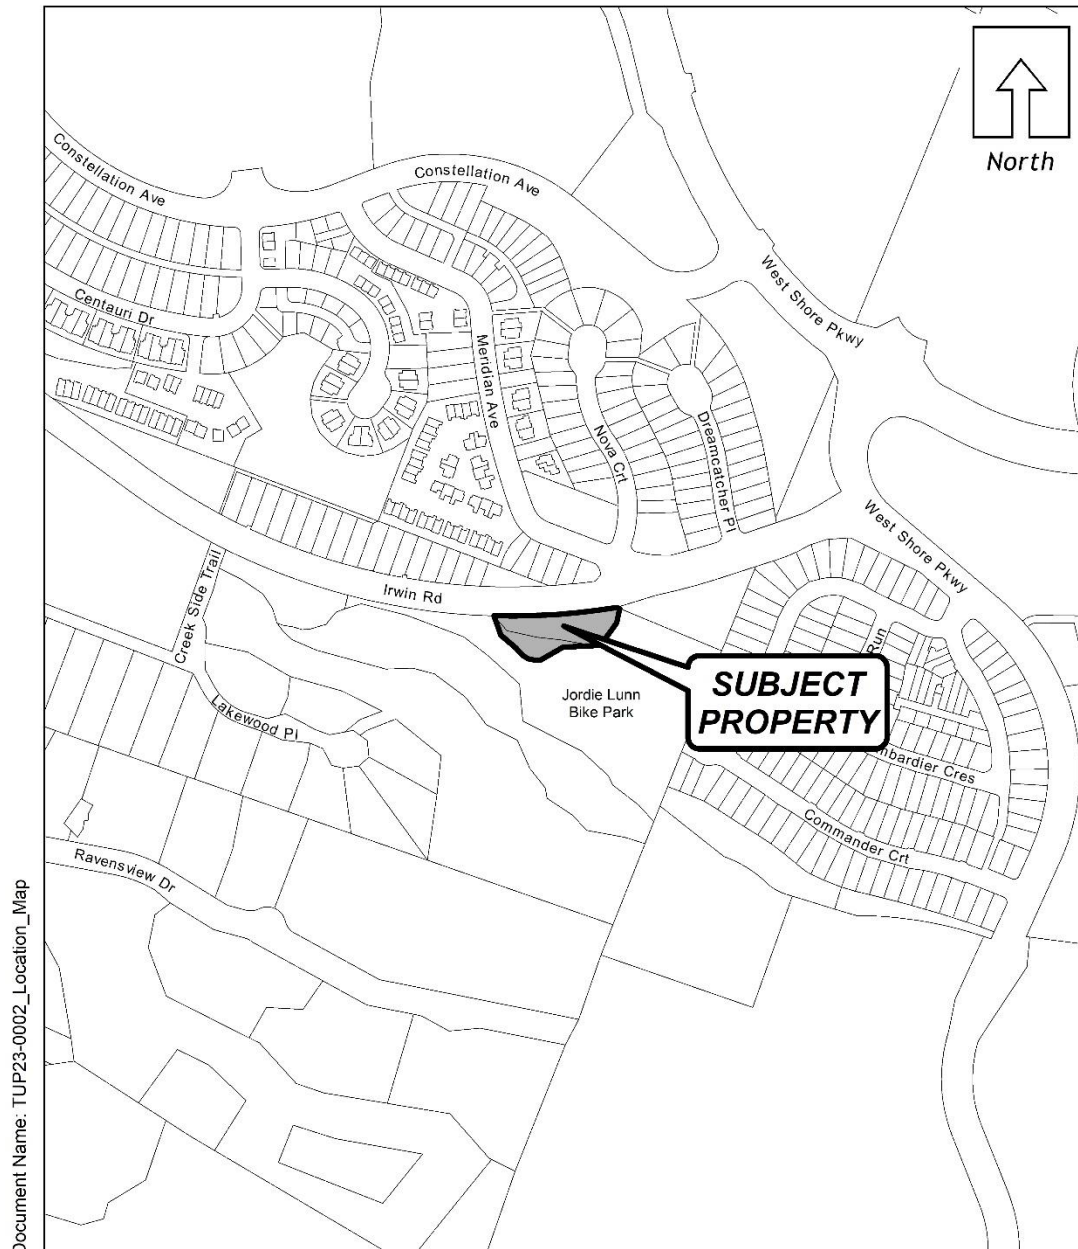 North
Constellation Ave
Constellation Ave
West Shore Pkwy
Centauri Dr
Meridian Ave
Nova Crt
Dreamcatcher Pl
West Shore Pkwy
Creek Side Trail
Irwin Rd
Run
SUBJECT
PROPERTY
Jordie Lunn
Bike Park
Lakewood Pl
mbardier Cres
Commander Crt
Ravensview Dr
Document Name: TUP23-0002_Location_Map